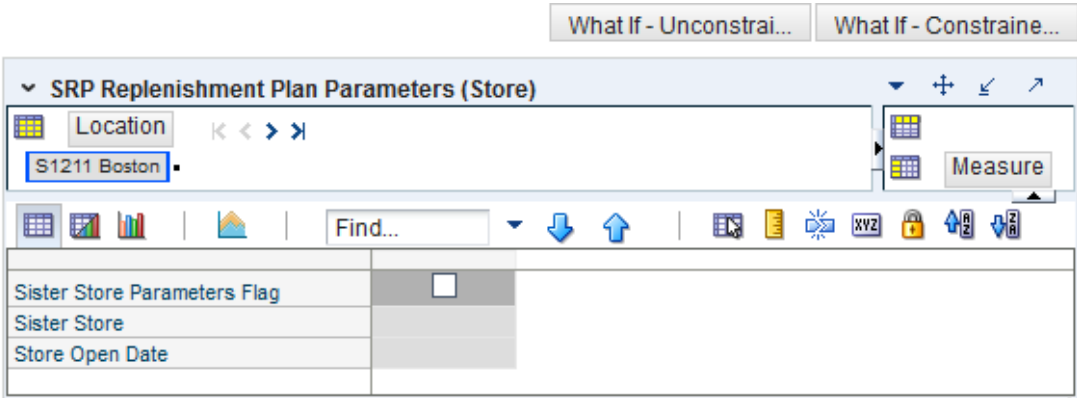 What If - Unconstrai... What If - Constraine...
SRP Replenishment Plan Parameters (Store)
Location
S1211 Boston
Measure
Find... XYZ A Z Z A
Sister Store Parameters Flag
Sister Store
Store Open Date